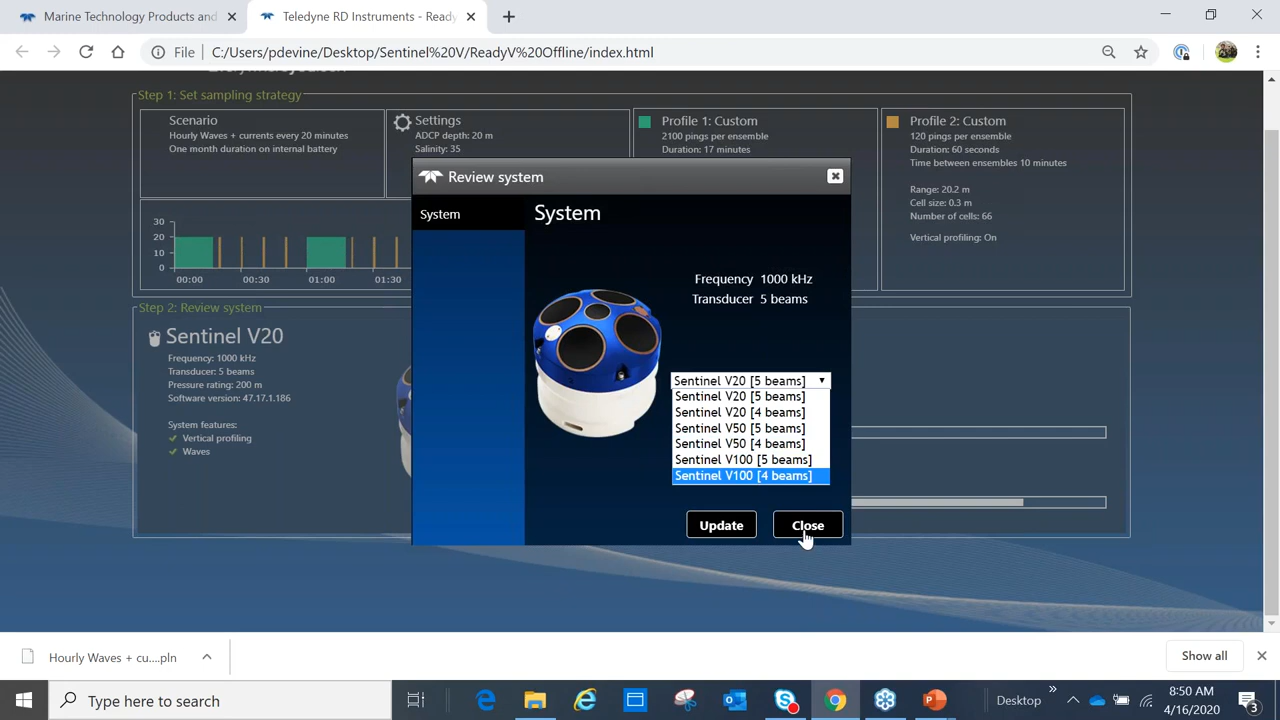 Marine Technology Products and
Teledyne RD Instruments - Ready
File
C:/Users/pdevine/Desktop/Sentinel%20V/ReadyV%20Offline/index.html
Step 1: Set sampling strategy
Scenario
Hourly Waves + currents every 20 minutes
One month duration on internal battery
Settings
ADCP depth: 20 m
Salinity: 35
Profile 1: Custom
2100 pings per ensemble
Duration: 17 minutes
Profile 2: Custom
120 pings per ensemble
Duration: 60 seconds
Time between ensembles 10 minutes
Range: 20.2 m
Cell size: 0.3 m
Number of cells: 66
Vertical profiling: On
30
20
10
0
00:00
00:30
01:00
01:30
Review system
System
System
Frequency 1000 kHz
Transducer 5 beams
Sentinel V20 [5 beams]
Sentinel V20 [5 beams]
Sentinel V20 [4 beams]
Sentinel V50 [5 beams]
Sentinel V50 [4 beams]
Sentinel V100 [5 beams]
Sentinel V100 [4 beams]
Update
Close
Step 2: Review system
Sentinel V20
Frequency: 1000 kHz
Transducer: 5 beams
Pressure rating: 200 m
Software version: 47.17.1.186
System features:
Vertical profiling
Waves
Hourly Waves + cu....pln
Show all
Type here to search
Desktop
8:50 AM
4/16/2020
3